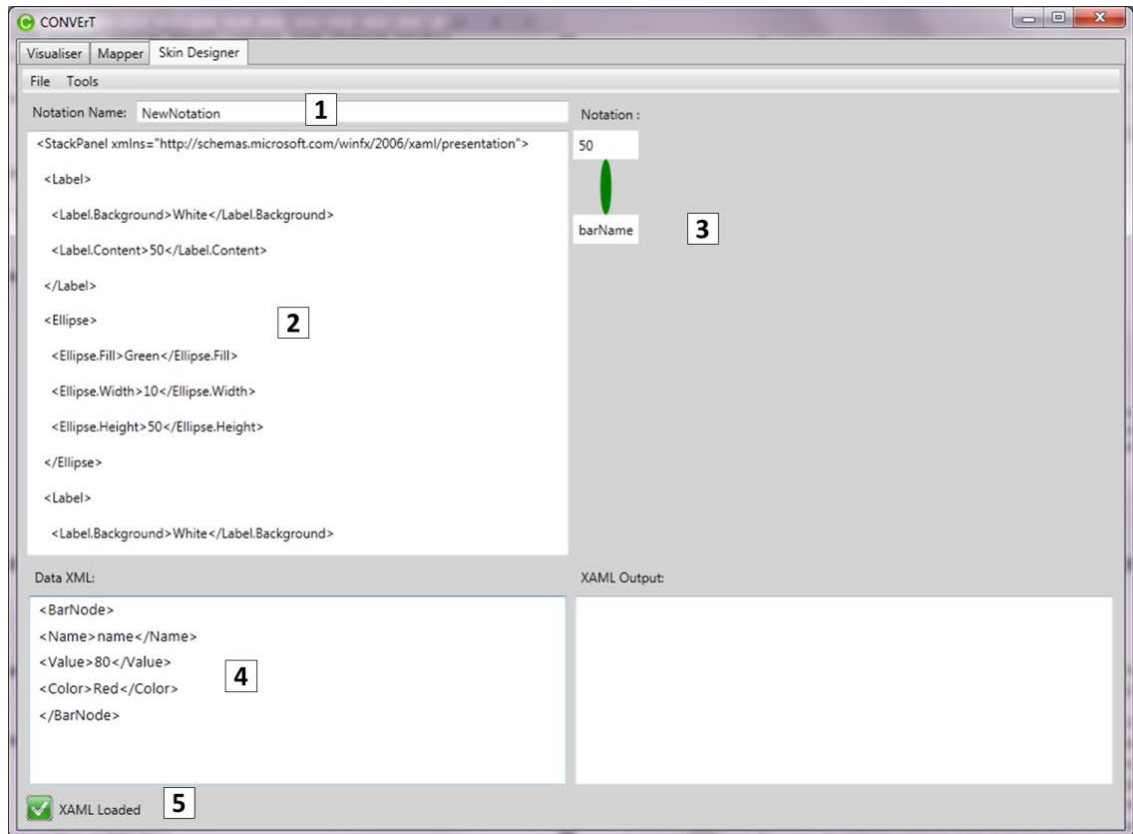 CONVErT
Visualiser Mapper Skin Designer
File Tools
Notation Name: NewNotation 1
<StackPanel xmlns="http://schemas.microsoft.com/winfx/2006/xaml/presentation">
<Label>
<Label.Background>White</Label.Background>
<Label.Content>50</Label.Content>
</Label>
<Ellipse>
2
<Ellipse.Fill>Green</Ellipse.Fill>
<Ellipse.Width>10</Ellipse.Width>
<Ellipse.Height>50</Ellipse.Height>
</Ellipse>
<Label>
<Label.Background>White</Label.Background>
Notation :
50
barName
3
Data XML:
<BarNode>
<Name>name</Name>
<Value>80</Value>
4
<Color>Red</Color>
</BarNode>
XAML Output:
XAML Loaded 5